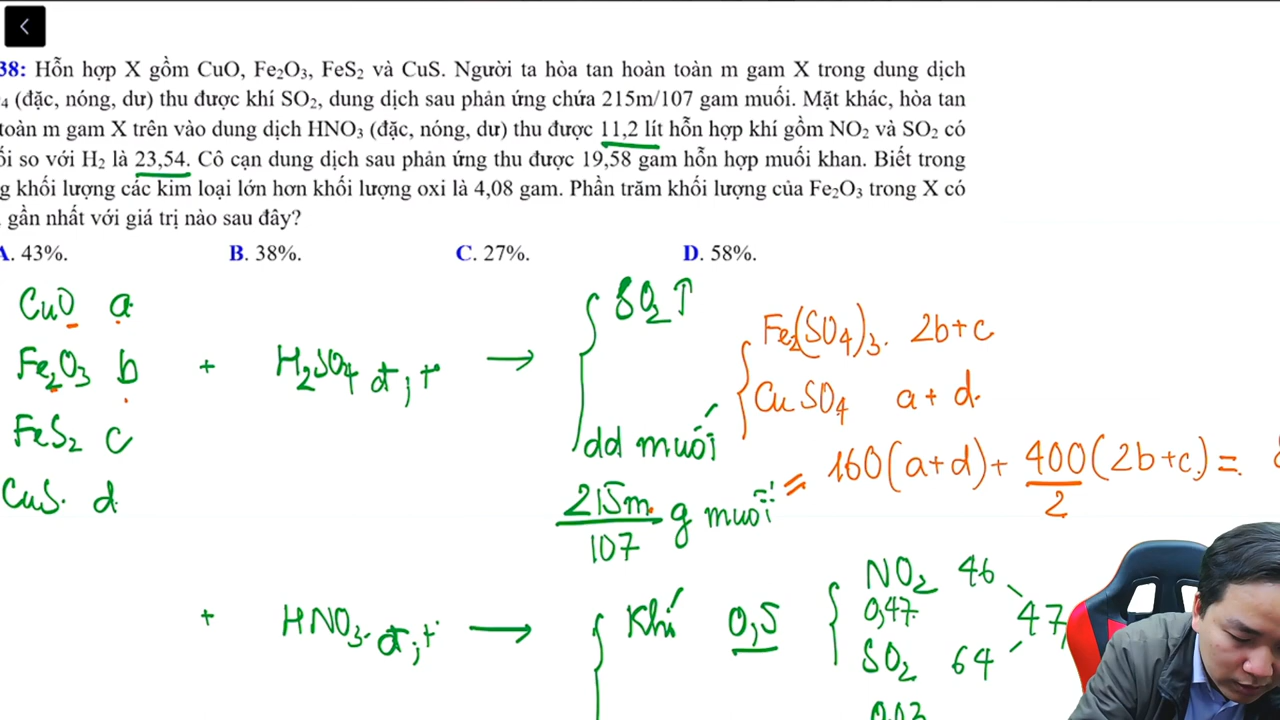 38: Hỗn hợp X gồm CuO, Fe₂O₃, FeS₂ và CuS. Người ta hòa tan hoàn toàn m gam X trong dung dịch
₄ (đặc, nóng, dư) thu được khí SO₂, dung dịch sau phản ứng chứa 215m/107 gam muối. Mặt khác, hòa tan
toàn m gam X trên vào dung dịch HNO₃ (đặc, nóng, dư) thu được 11,2 lít hỗn hợp khí gồm NO₂ và SO₂ có
ối so với H₂ là 23,54. Cô cạn dung dịch sau phản ứng thu được 19,58 gam hỗn hợp muối khan. Biết trong
g khối lượng các kim loại lớn hơn khối lượng oxi là 4,08 gam. Phần trăm khối lượng của Fe₂O₃ trong X có
gần nhất với giá trị nào sau đây?
A. 43%. B. 38%. C. 27%. D. 58%.
CuO a
Fe₂O₃ b
FeS₂ c
CuS. d
+ H₂SO₄ đ, t →
SO₂ ↑
dd muối
215m/107 g muối
Fe₂(SO₄)₃. 2b+c
CuSO₄ a+d.
= 160(a+d) + 400/2 (2b+c) =
+ HNO₃. đ, t →
Khí 0,5
NO₂ 46
0,47
SO₂ 64
0,03
47